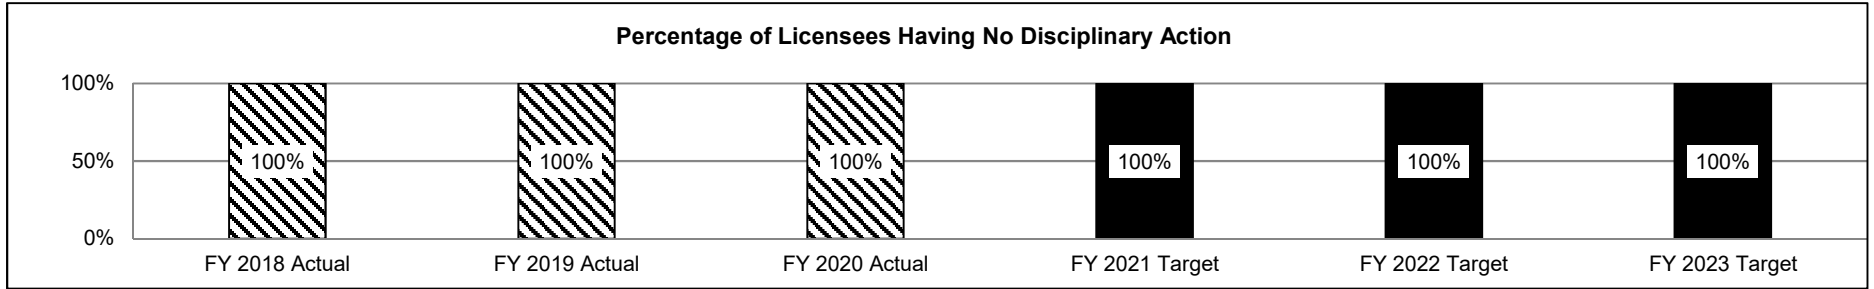 Percentage of Licensees Having No Disciplinary Action
100%
50%
0%
100%
100%
100%
100%
100%
100%
FY 2018 Actual
FY 2019 Actual
FY 2020 Actual
FY 2021 Target
FY 2022 Target
FY 2023 Target